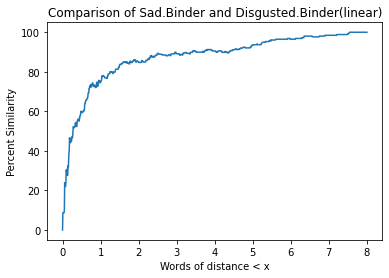 Comparison of Sad.Binder and Disgusted.Binder(linear)
100
80
60
40
20
0
Percent Similarity
0 1 2 3 4 5 6 7 8
Words of distance < x